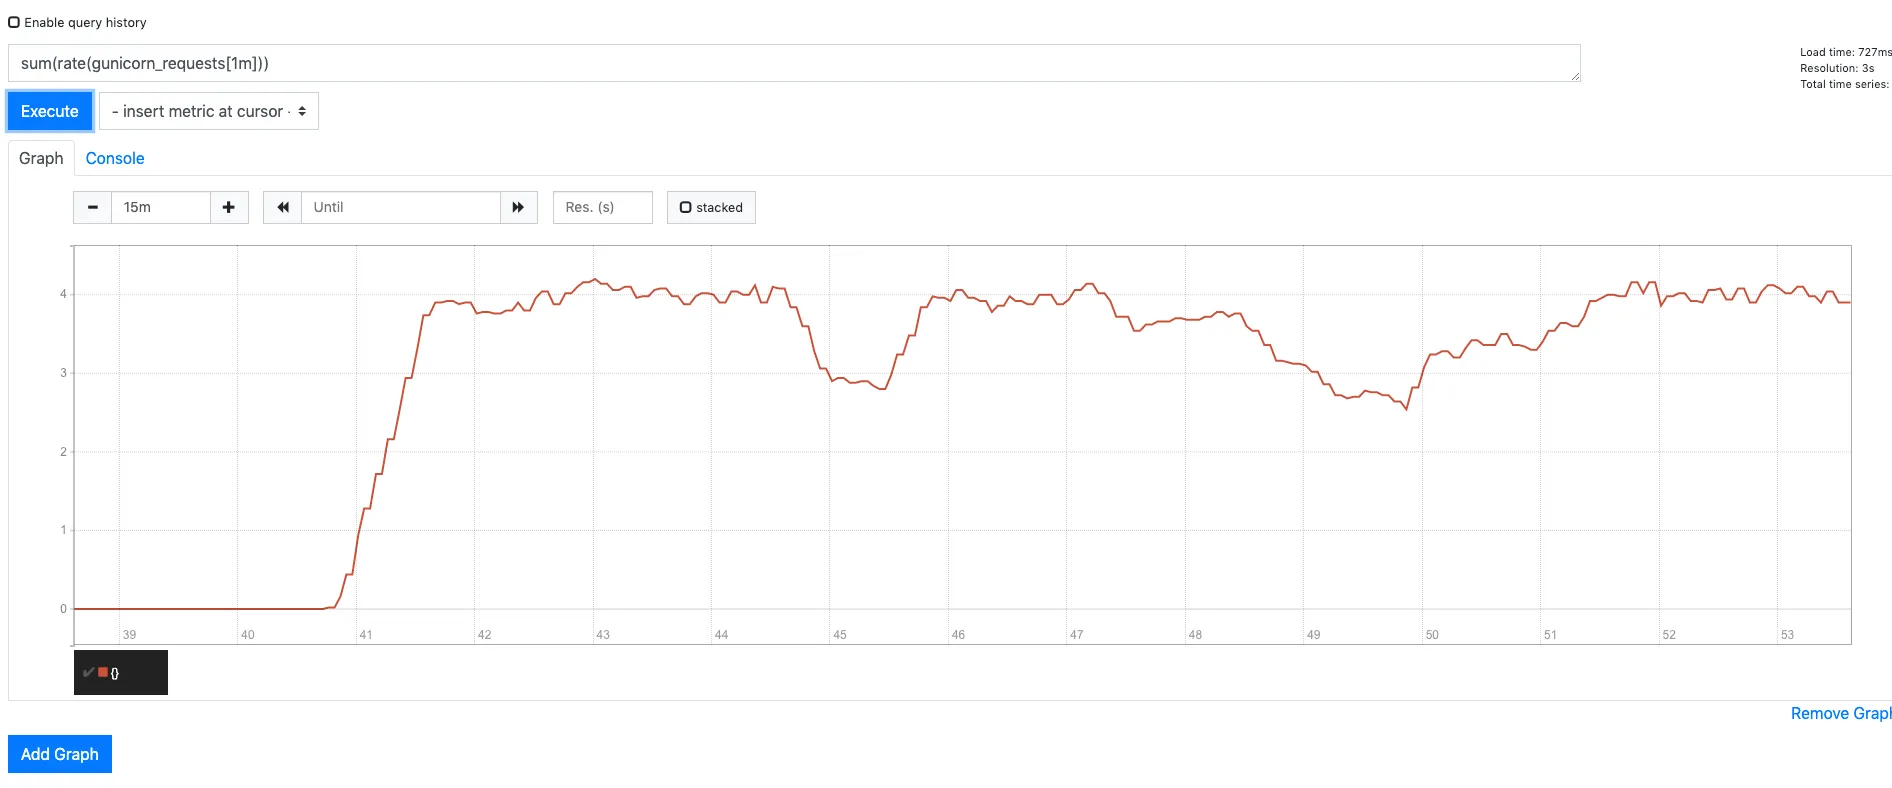 Enable query history
sum(rate(gunicorn_requests[1m]))
Load time: 727ms
Resolution: 3s
Total time series:
Execute
- insert metric at cursor -
Graph
Console
15m
Until
Res. (s)
stacked
4
3
2
1
0
39 40 41 42 43 44 45 46 47 48 49 50 51 52 53
{}
Remove Graph
Add Graph